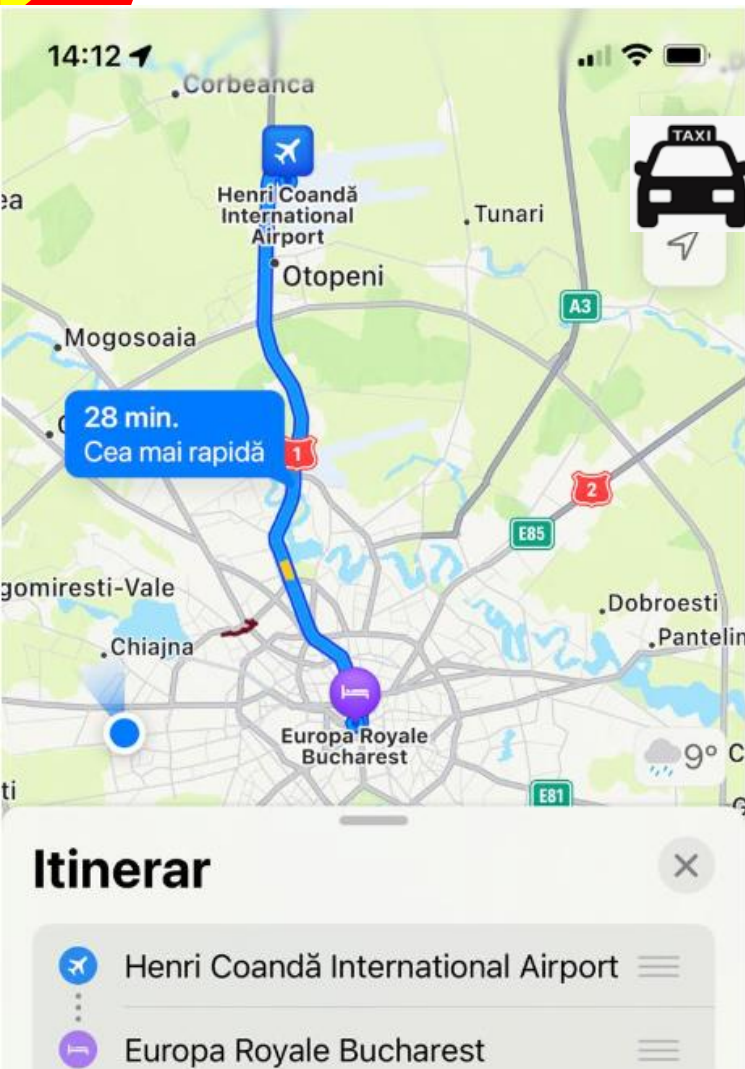 14:12
Corbeanca
TAXI
Henri Coandă
International
Airport
Tunari
Otopeni
A3
Mogosoaia
28 min.
Cea mai rapidă
1
2
E85
gomiresti-Vale
Dobroesti
Chiajna
Pantelin
Europa Royale
Bucharest
9°
C
ti
E81
Itinerar
Henri Coandă International Airport
Europa Royale Bucharest